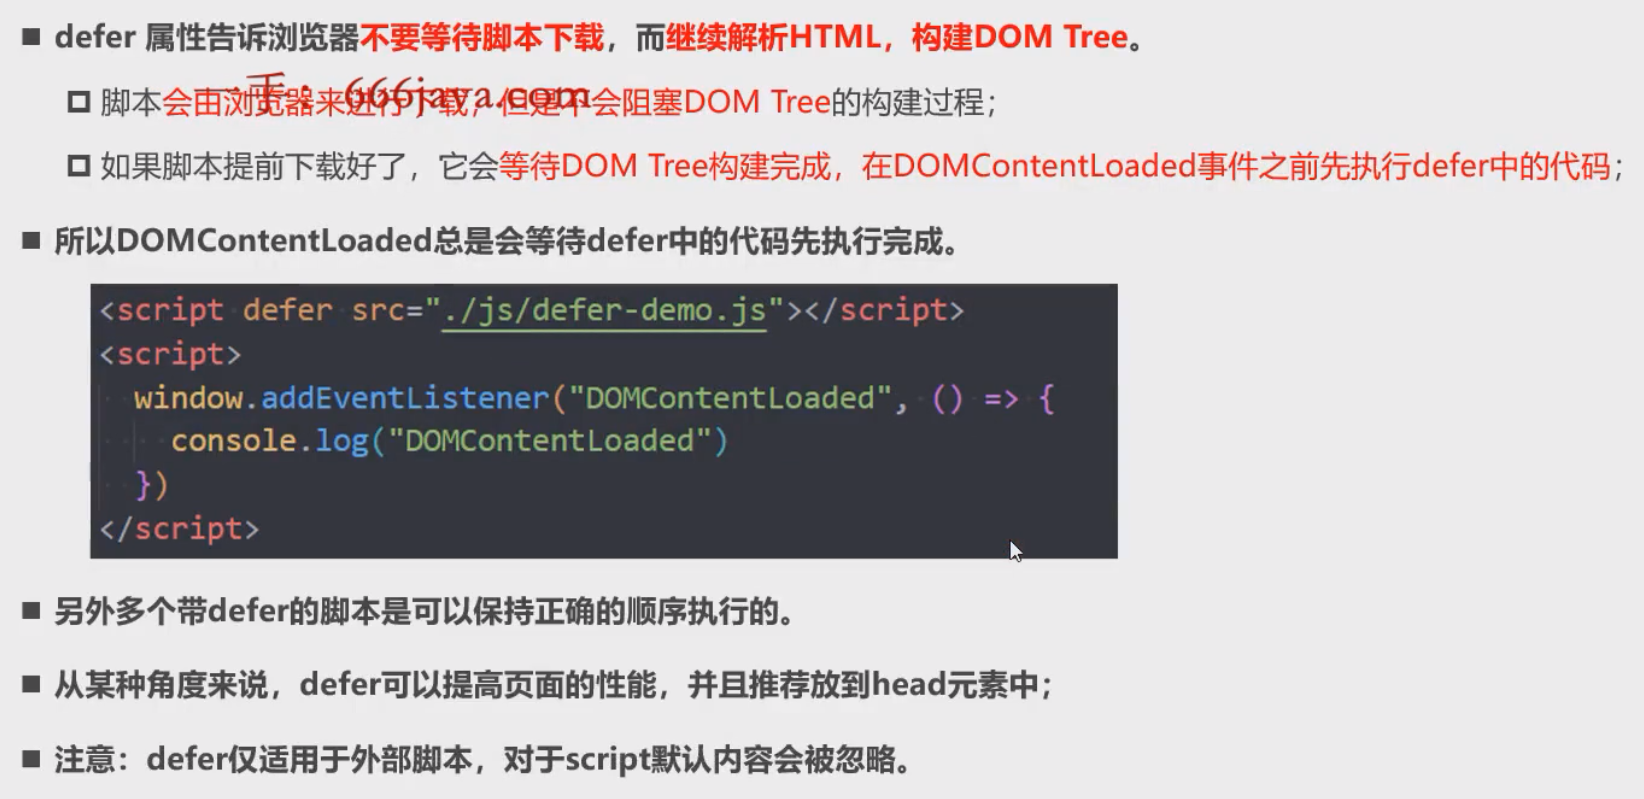 defer 属性告诉浏览器不要等待脚本下载，而继续解析HTML，构建DOM Tree。
脚本会由浏览器来进行下载，但是不会阻塞DOM Tree的构建过程；
666java.com
如果脚本提前下载好了，它会等待DOM Tree构建完成，在DOMContentLoaded事件之前先执行defer中的代码；
所以DOMContentLoaded总是会等待defer中的代码先执行完成。
<script defer src="./js/defer-demo.js"></script>
<script>
window.addEventListener("DOMContentLoaded", () => {
console.log("DOMContentLoaded")
})
</script>
另外多个带defer的脚本是可以保持正确的顺序执行的。
从某种角度来说，defer可以提高页面的性能，并且推荐放到head元素中；
注意：defer仅适用于外部脚本，对于script默认内容会被忽略。